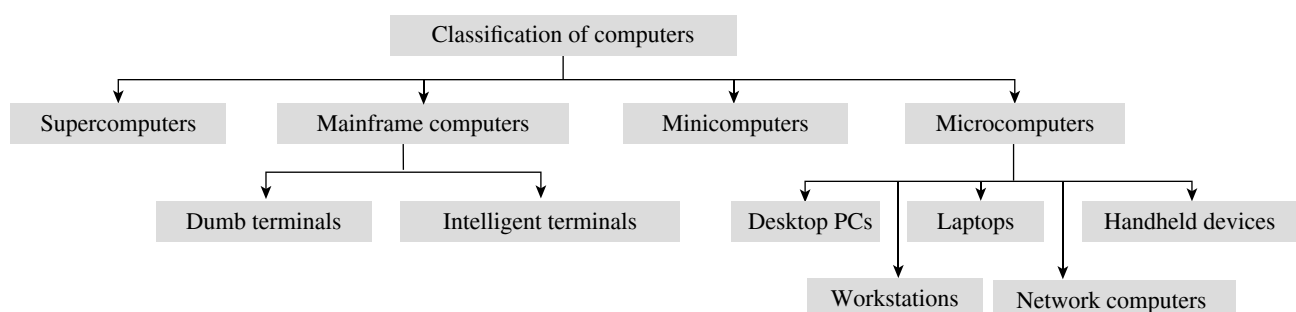 Classification of computers
Supercomputers
Mainframe computers
Minicomputers
Microcomputers
Dumb terminals
Intelligent terminals
Desktop PCs
Laptops
Handheld devices
Workstations
Network computers